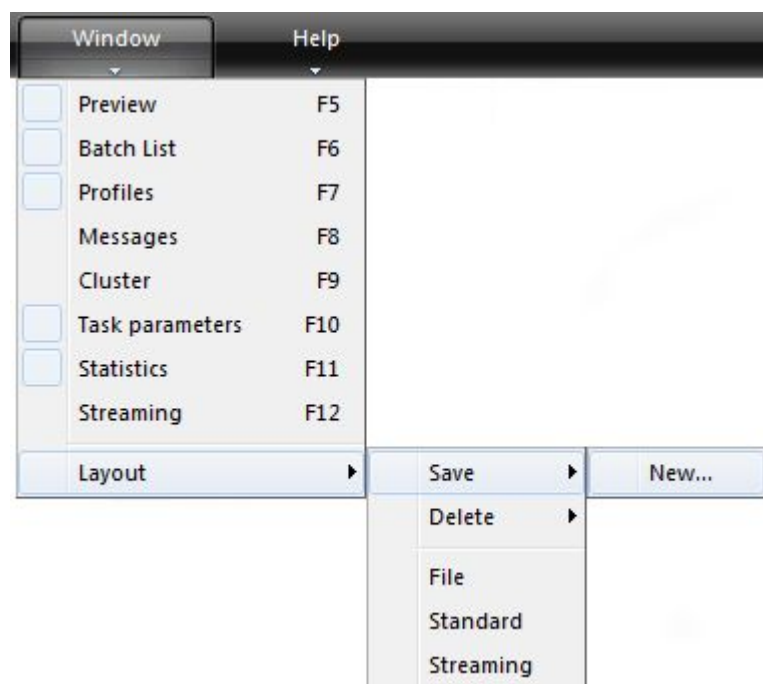 Window Help
Preview F5
Batch List F6
Profiles F7
Messages F8
Cluster F9
Task parameters F10
Statistics F11
Streaming F12
Layout Save New...
Delete
File
Standard
Streaming